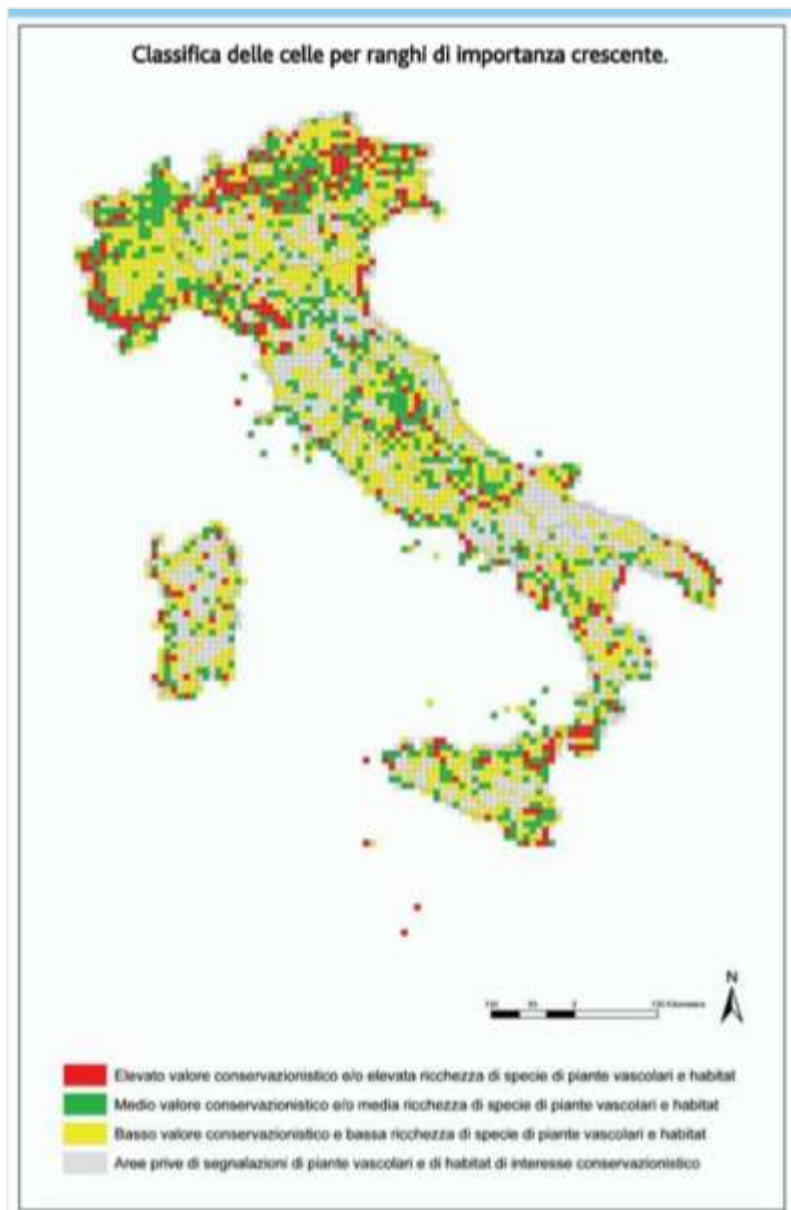 Classifica delle celle per ranghi di importanza crescente.
N
Elevato valore conservazionistico e/o elevata ricchezza di specie di piante vascolari e habitat
Medio valore conservazionistico e/o media ricchezza di specie di piante vascolari e habitat
Basso valore conservazionistico e bassa ricchezza di specie di piante vascolari e habitat
Aree prive di segnalazioni di piante vascolari e di habitat di interesse conservazionistico